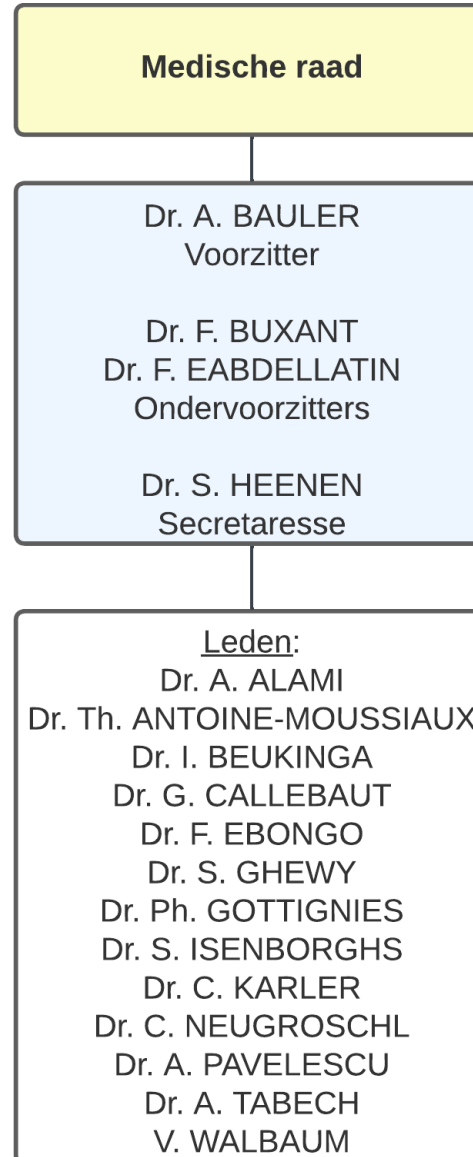 Medische raad
Dr. A. BAULER
Voorzitter
Dr. F. BUXANT
Dr. F. EABDELLATIN
Ondervoorzitters
Dr. S. HEENEN
Secretaresse
Leden:
Dr. A. ALAMI
Dr. Th. ANTOINE-MOUSSIAUX
Dr. I. BEUKINGA
Dr. G. CALLEBAUT
Dr. F. EBONGO
Dr. S. GHEWY
Dr. Ph. GOTTIGNIES
Dr. S. ISENBORGHS
Dr. C. KARLER
Dr. C. NEUGROSCHL
Dr. A. PAVELESCU
Dr. A. TABECH
V. WALBAUM